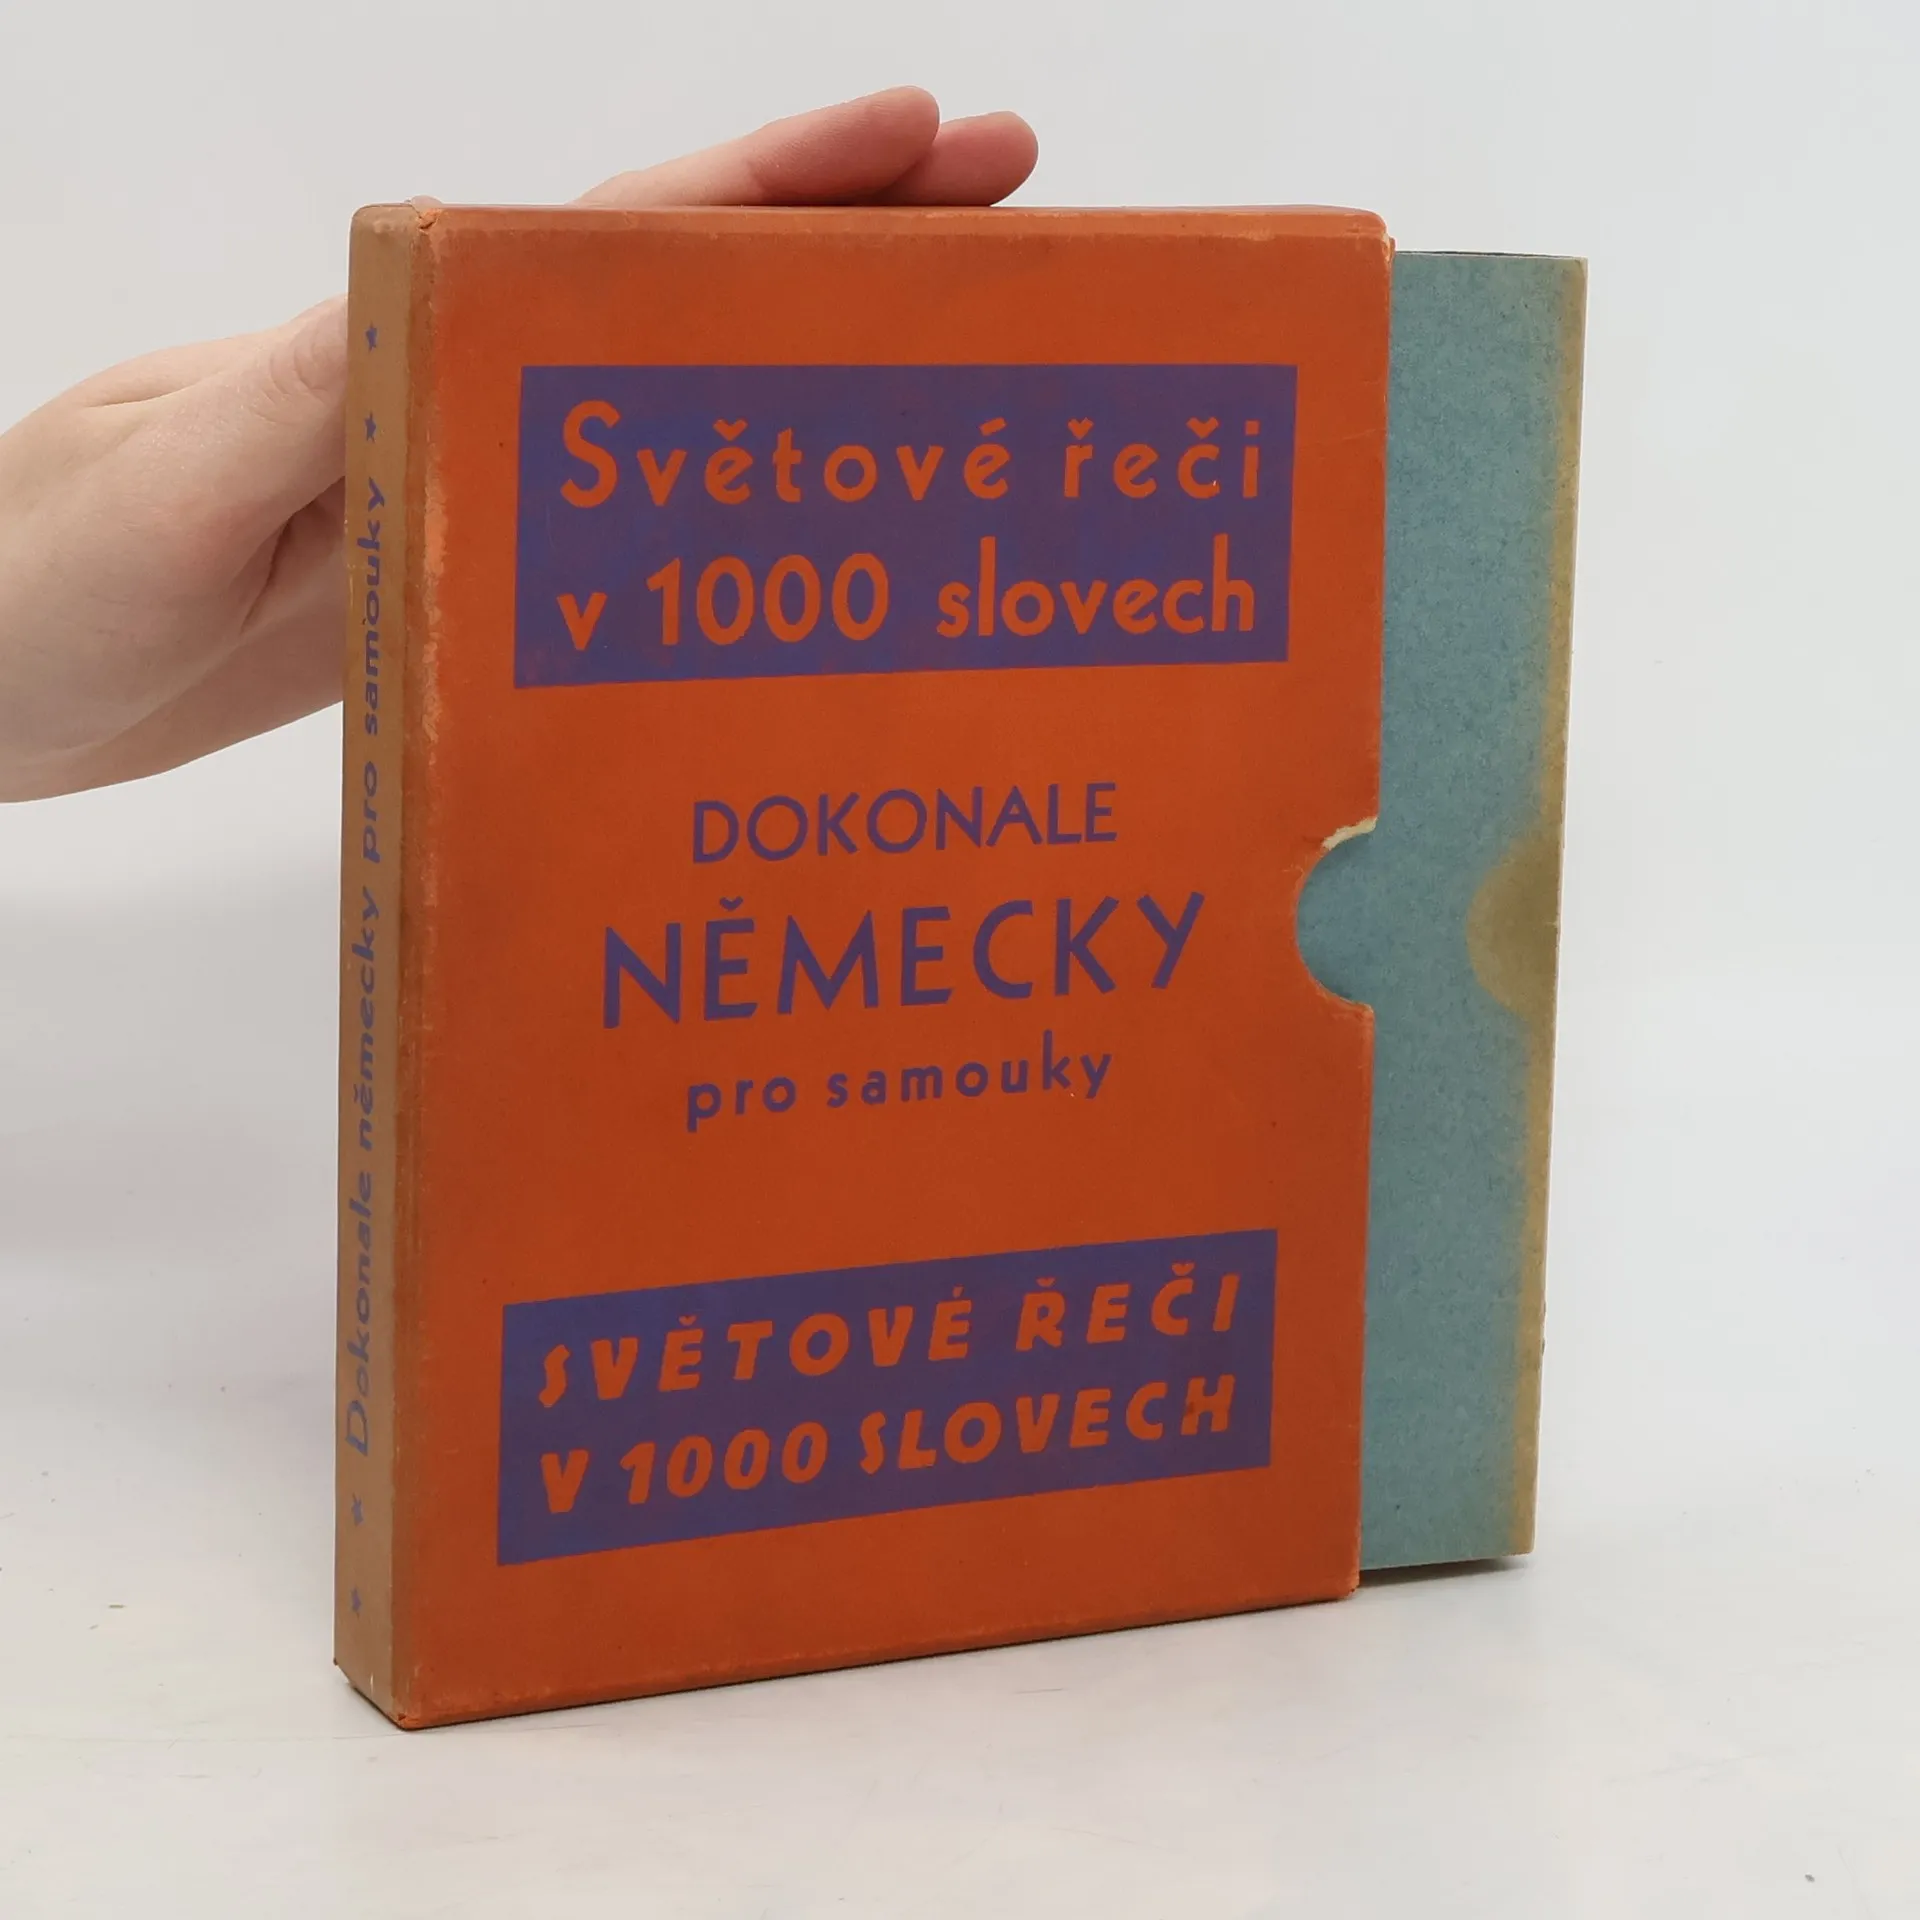 Světové řeči
v 1000 slovech
DOKONALE
NĚMECKY
pro samouky
SVĚTOVÉ ŘEČI
V 1000 SLOVECH
Dokonale německy pro samouky